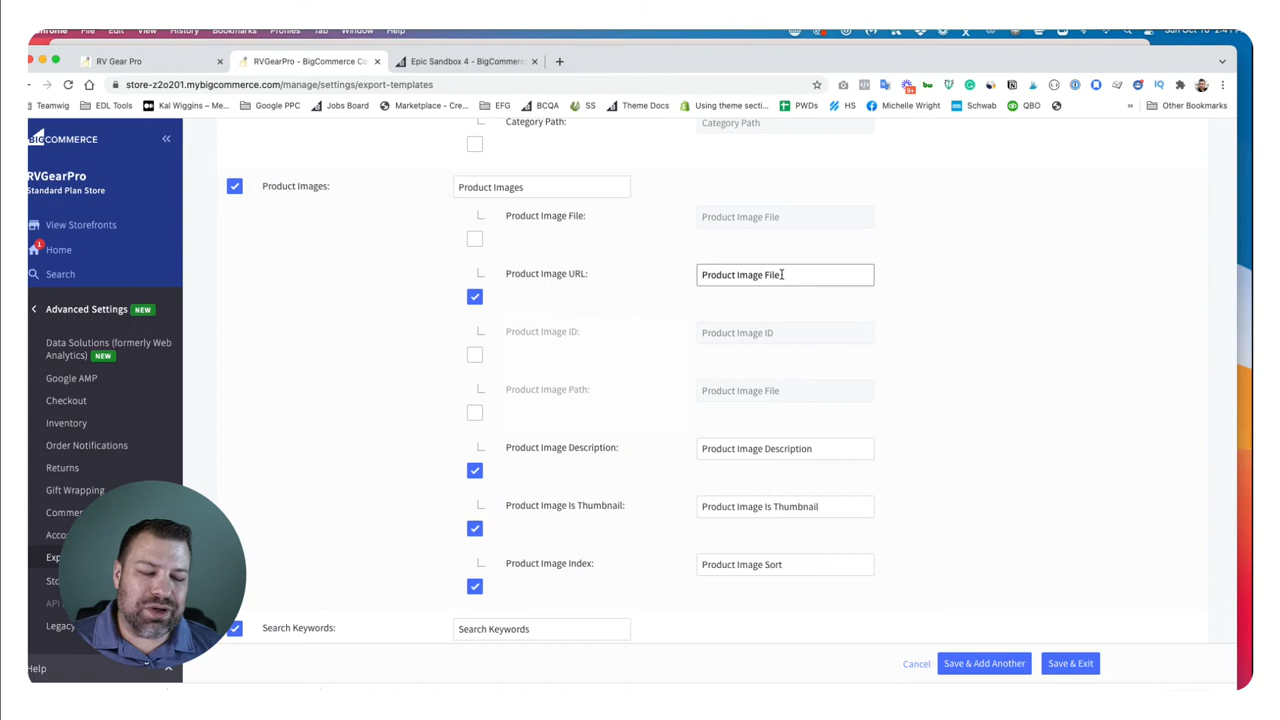 Chrome File Edit View History Bookmarks Profiles Tab Window Help
RV Gear Pro × RVGearPro - BigCommerce Co × Epic Sandbox 4 - BigCommerce × +
store-z2o201.mybigcommerce.com/manage/settings/export-templates
Teamwig EDL Tools Kal Wiggins – Me... Google PPC Jobs Board Marketplace - Cre... EFG BCQA SS Theme Docs Using theme secti... PWDs HS Michelle Wright Schwab QBO » Other Bookmarks
BIGCOMMERCE «
RVGearPro
Standard Plan Store
View Storefronts
1
Home
Search
Advanced Settings NEW
Data Solutions (formerly Web
Analytics) NEW
Google AMP
Checkout
Inventory
Order Notifications
Returns
Gift Wrapping
Comme
Acco
Exp
Sto
API
Legacy
Help
Category Path: Category Path
Product Images: Product Images
Product Image File: Product Image File
Product Image URL: Product Image File
Product Image ID: Product Image ID
Product Image Path: Product Image File
Product Image Description: Product Image Description
Product Image Is Thumbnail: Product Image Is Thumbnail
Product Image Index: Product Image Sort
Search Keywords: Search Keywords
Cancel Save & Add Another Save & Exit